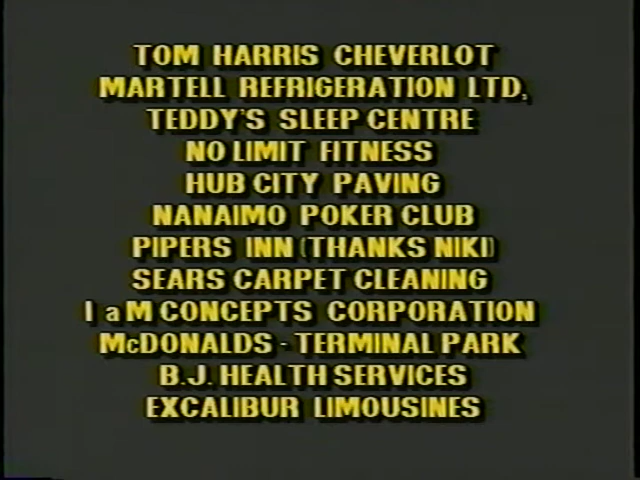 TOM HARRIS CHEVERLOT
MARTELL REFRIGERATION LTD,
TEDDY'S SLEEP CENTRE
NO LIMIT FITNESS
HUB CITY PAVING
NANAIMO POKER CLUB
PIPERS INN (THANKS NIKI)
SEARS CARPET CLEANING
I aM CONCEPTS CORPORATION
McDONALDS - TERMINAL PARK
B.J. HEALTH SERVICES
EXCALIBUR LIMOUSINES